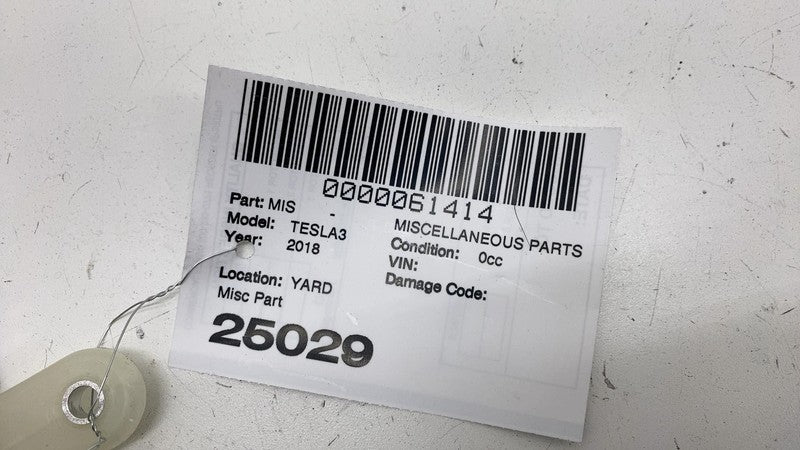 0000061414
Part: MIS - MISCELLANEOUS PARTS
Model: TESLA3 Condition: 0cc
Year: 2018 VIN:
Damage Code:
Location: YARD
Misc Part
25029